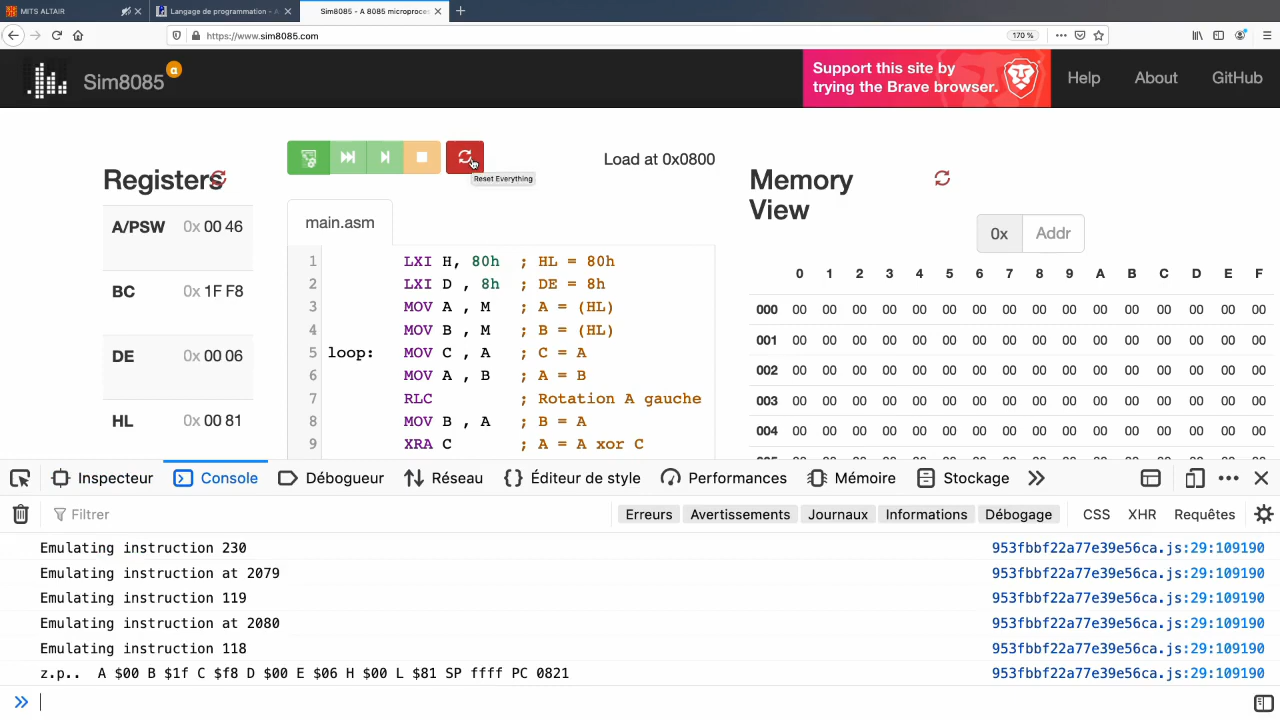 MITS ALTAIR
Langage de programmation – A
Sim8085 - A 8085 microproces
https://www.sim8085.com
170 %
Sim8085
α
Support this site by
trying the Brave browser.
Help
About
GitHub
Reset Everything
Load at 0x0800
Registers
A/PSW 0x 00 46
BC 0x 1F F8
DE 0x 00 06
HL 0x 00 81
main.asm
1 LXI H, 80h ; HL = 80h
2 LXI D , 8h ; DE = 8h
3 MOV A , M ; A = (HL)
4 MOV B , M ; B = (HL)
5 loop: MOV C , A ; C = A
6 MOV A , B ; A = B
7 RLC ; Rotation A gauche
8 MOV B , A ; B = A
9 XRA C ; A = A xor C
Memory
View
0x Addr
0 1 2 3 4 5 6 7 8 9 A B C D E F
000 00 00 00 00 00 00 00 00 00 00 00 00 00 00 00 00
001 00 00 00 00 00 00 00 00 00 00 00 00 00 00 00 00
002 00 00 00 00 00 00 00 00 00 00 00 00 00 00 00 00
003 00 00 00 00 00 00 00 00 00 00 00 00 00 00 00 00
004 00 00 00 00 00 00 00 00 00 00 00 00 00 00 00 00
Inspecteur Console Débogueur Réseau Éditeur de style Performances Mémoire Stockage
Filtrer
Erreurs Avertissements Journaux Informations Débogage CSS XHR Requêtes
Emulating instruction 230 953fbbf22a77e39e56ca.js:29:109190
Emulating instruction at 2079 953fbbf22a77e39e56ca.js:29:109190
Emulating instruction 119 953fbbf22a77e39e56ca.js:29:109190
Emulating instruction at 2080 953fbbf22a77e39e56ca.js:29:109190
Emulating instruction 118 953fbbf22a77e39e56ca.js:29:109190
z.p.. A $00 B $1f C $f8 D $00 E $06 H $00 L $81 SP ffff PC 0821 953fbbf22a77e39e56ca.js:29:109190